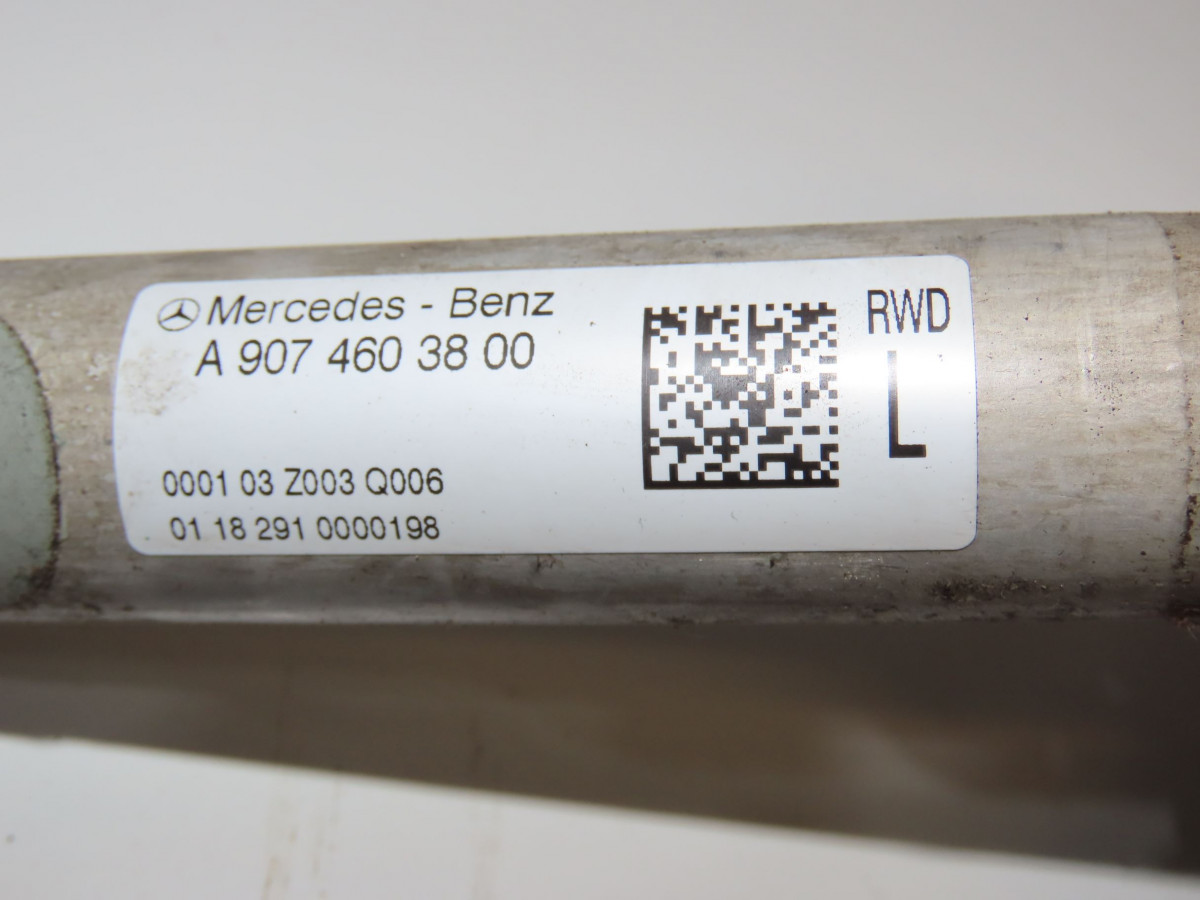 Mercedes - Benz
A 907 460 38 00
RWD
L
0001 03 Z003 Q006
01 18 291 0000198